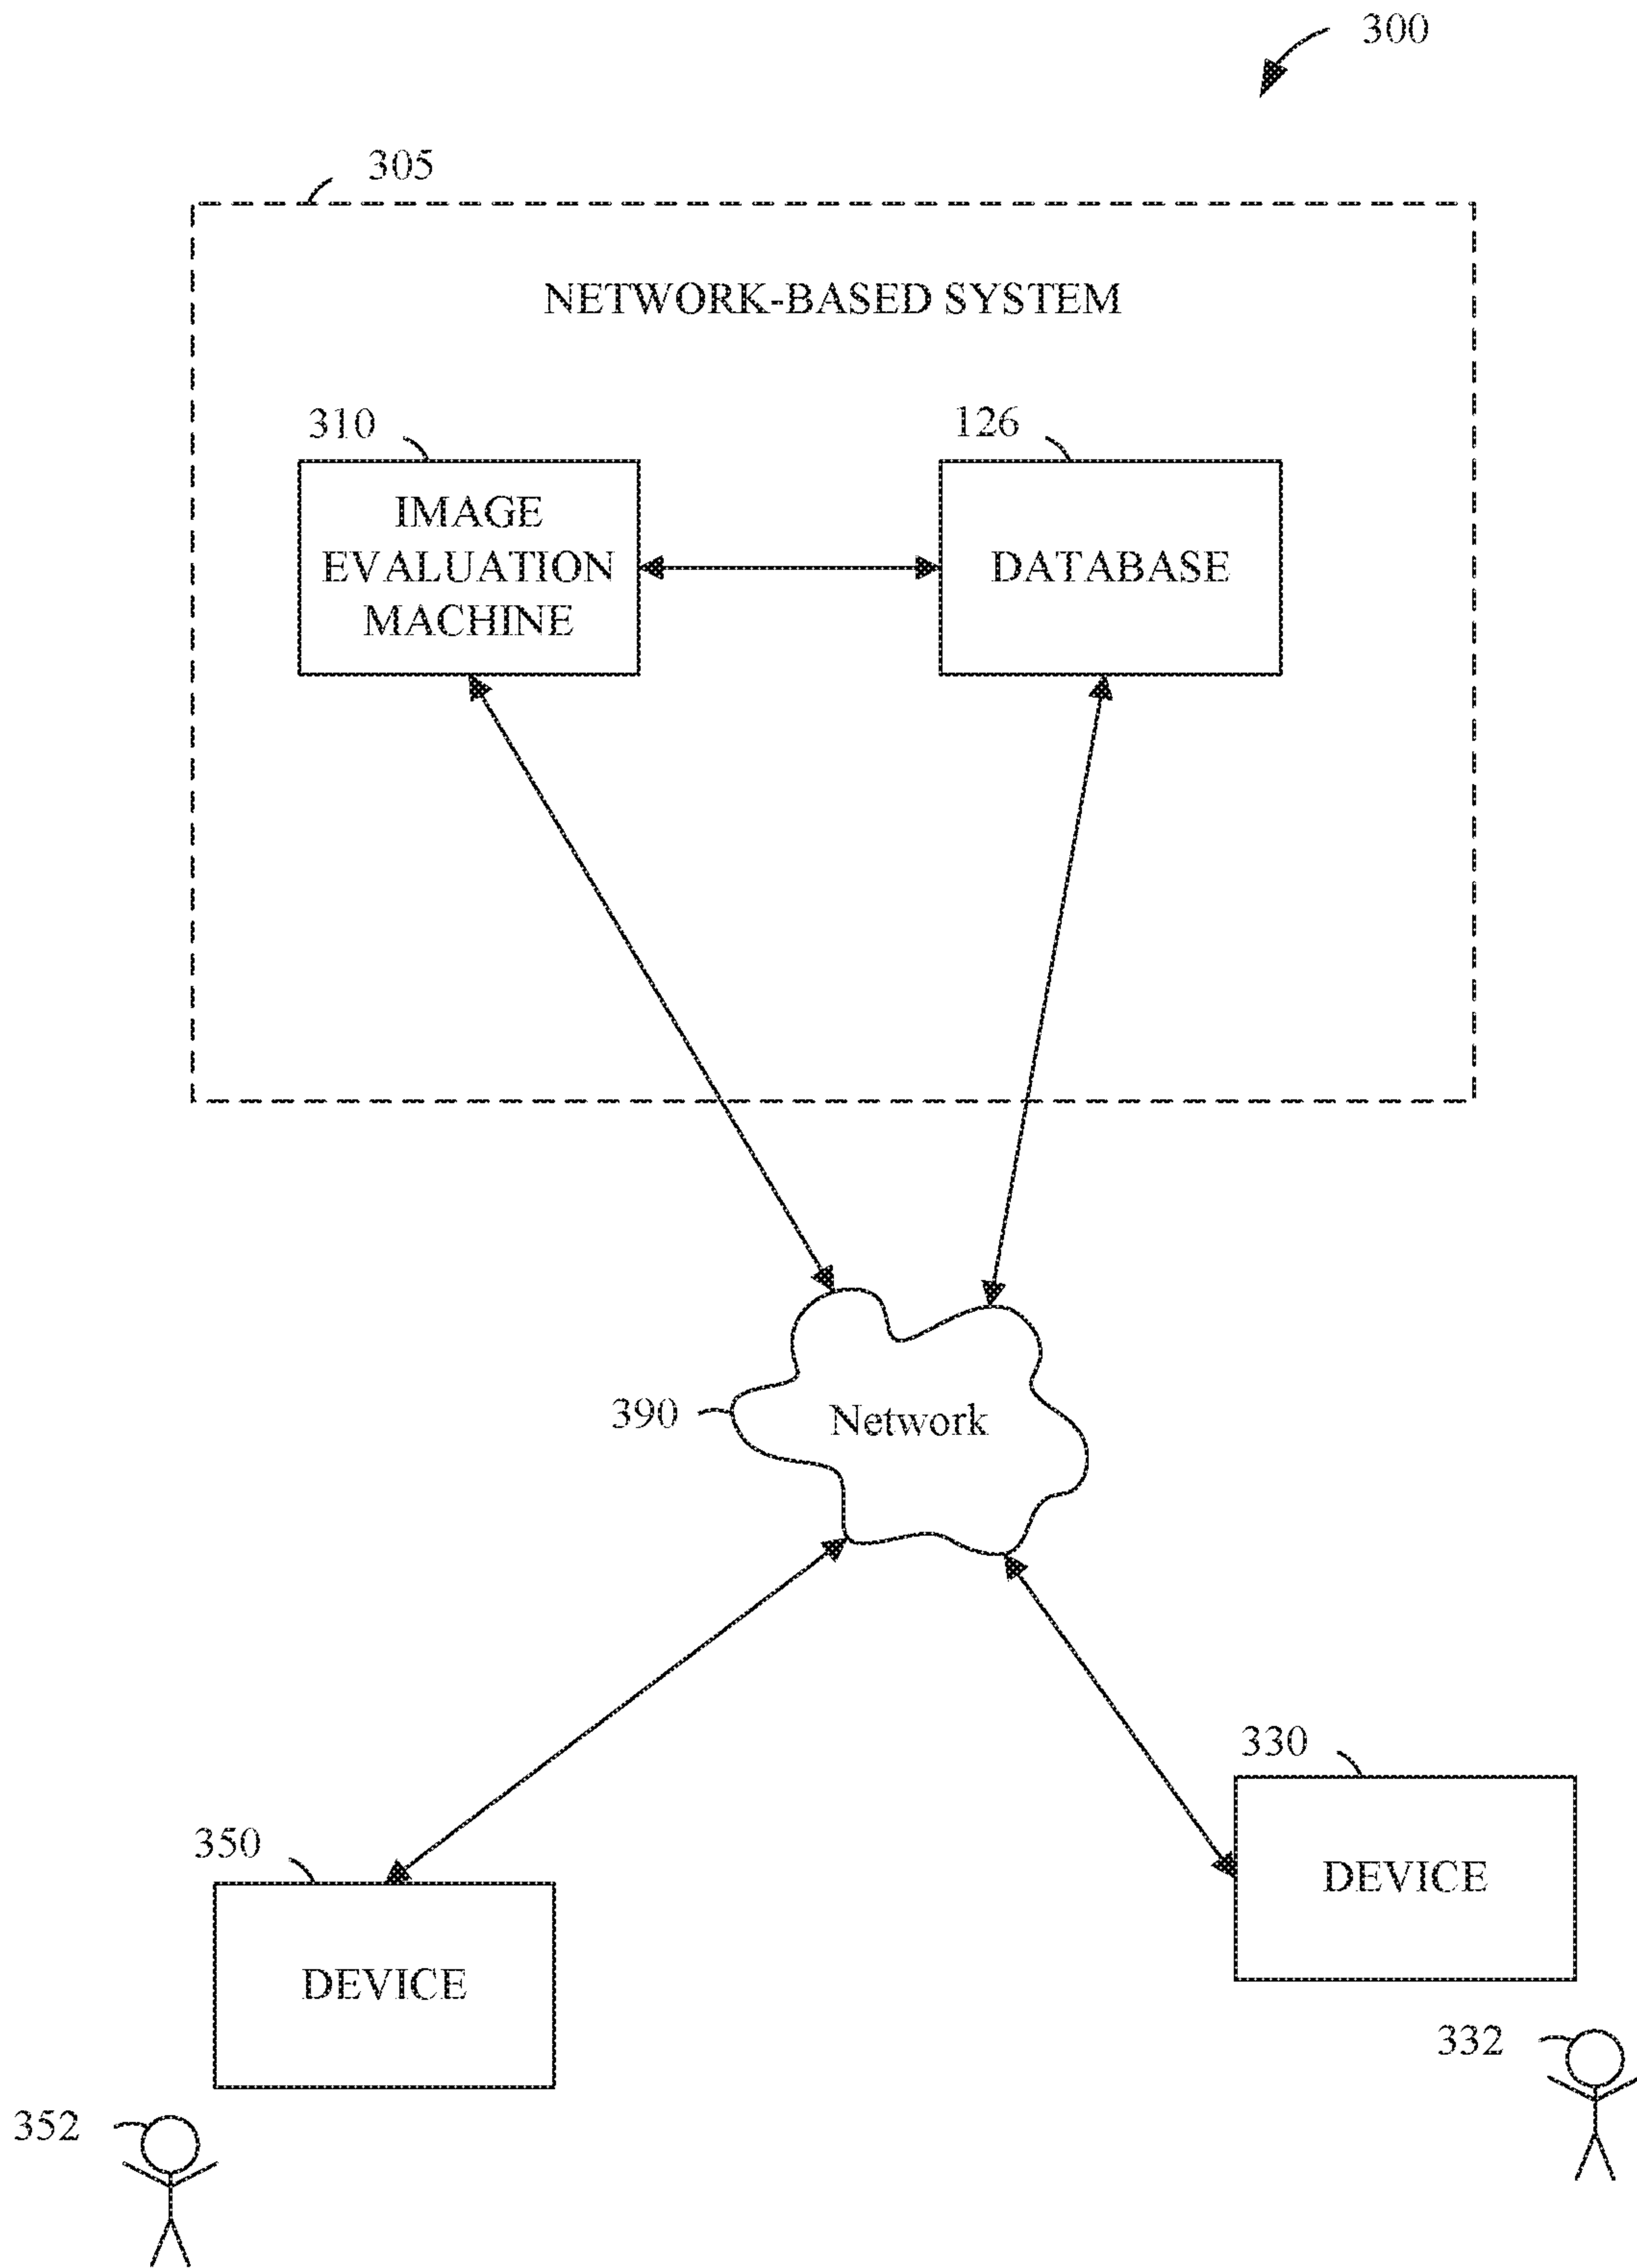 300
305
NETWORK-BASED SYSTEM
310
126
IMAGE
EVALUATION
MACHINE
DATABASE
390
Network
330
350
DEVICE
DEVICE
332
352